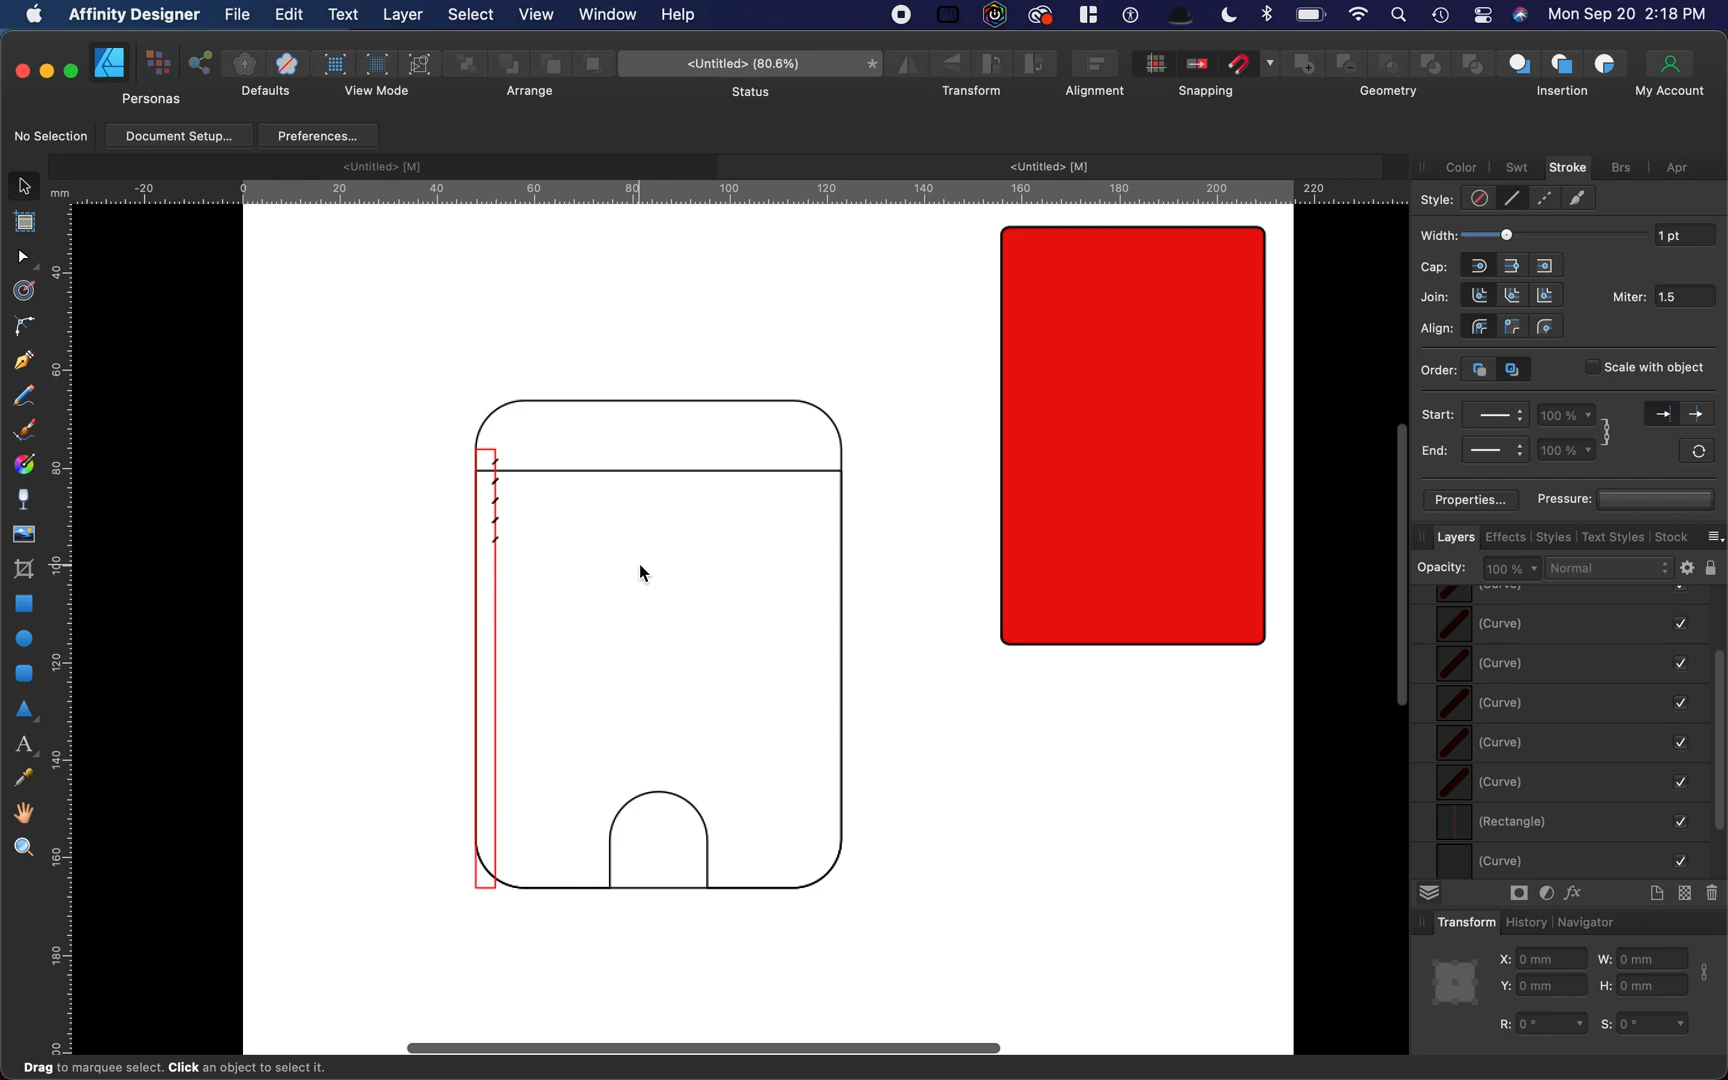 Affinity Designer File Edit Text Layer Select View Window Help Mon Sep 20 2:18 PM
<Untitled> (80.6%) *
Personas Defaults View Mode Arrange Status Transform Alignment Snapping Geometry Insertion My Account
No Selection Document Setup... Preferences...
<Untitled> [M] <Untitled> [M]
Color Swt Stroke Brs Apr
mm -20 0 20 40 60 80 100 120 140 160 180 200 220
40
60
80
100
120
140
160
180
Style:
Width: 1 pt
Cap:
Join: Miter: 1.5
Align:
Order: Scale with object
Start: 100 %
End: 100 %
Properties... Pressure:
Layers Effects Styles Text Styles Stock
Opacity: 100 % Normal
(Curve)
(Curve)
(Curve)
(Curve)
(Curve)
(Curve)
(Rectangle)
(Curve)
fx
Transform History Navigator
X: 0 mm W: 0 mm
Y: 0 mm H: 0 mm
R: 0 ° S: 0 °
Drag to marquee select. Click an object to select it.